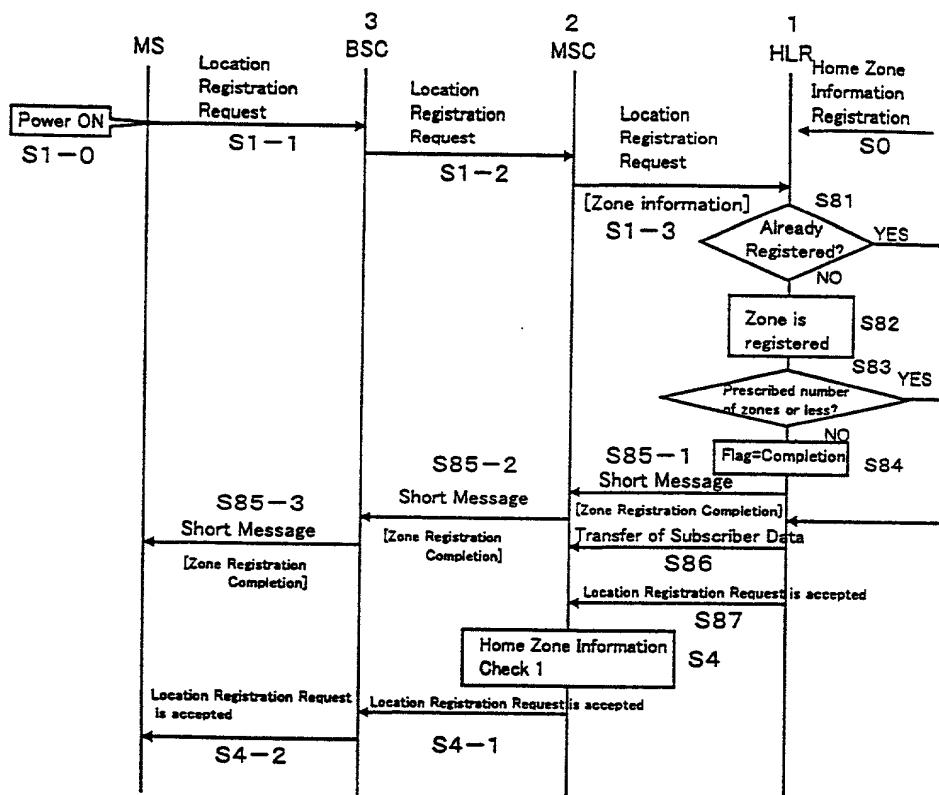 MS
3
BSC
2
MSC
1
HLR
Power ON
S1-0
Location
Registration
Request
S1-1
Location
Registration
Request
S1-2
Location
Registration
Request
[Zone information]
S1-3
Home Zone
Information
Registration
S0
S81
Already
Registered?
YES
NO
Zone is
registered
S82
S83
Prescribed number
of zones or less?
YES
NO
Flag=Completion
S84
S85-1
Short Message
[Zone Registration Completion]
S85-2
Short Message
[Zone Registration
Completion]
S85-3
Short Message
[Zone Registration
Completion]
Transfer of Subscriber Data
S86
Location Registration Request is accepted
S87
Home Zone Information
Check 1
S4
Location Registration Request is accepted
S4-1
Location Registration Request
is accepted
S4-2